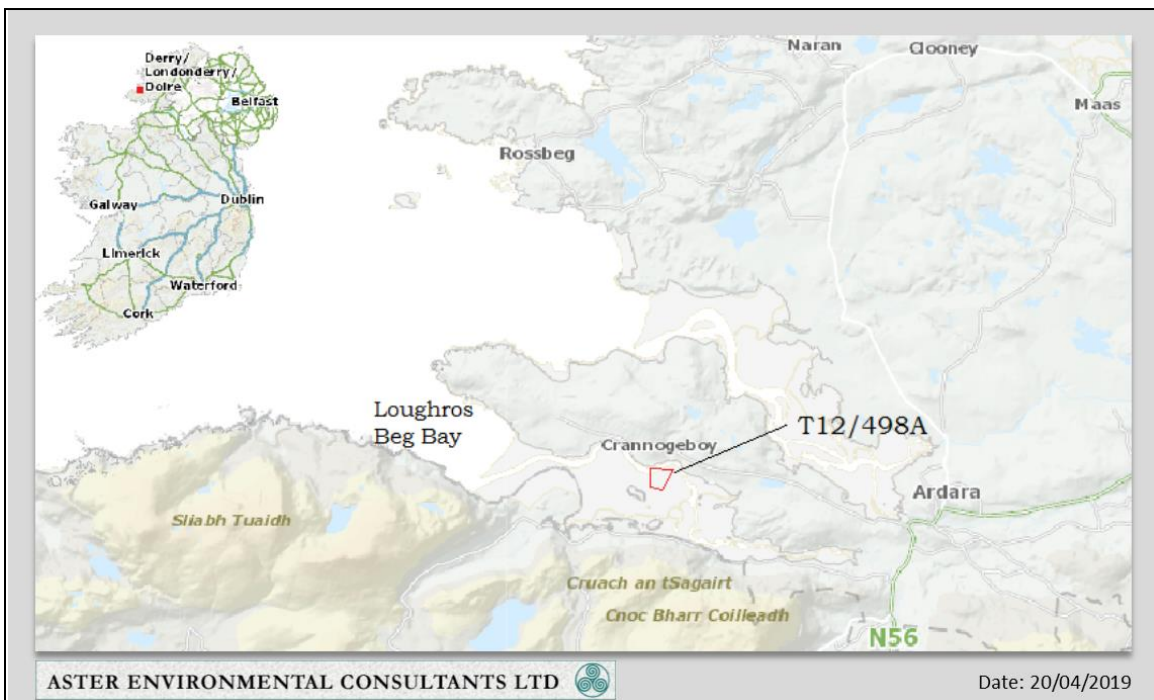 Derry/
Londonderry/
Doire
Belfast
Galway
Dublin
Limerick
Waterford
Cork
Naran
Clooney
Maas
Rossbeg
Loughros
Beg Bay
Crannogeboy
T12/498A
Ardara
Sliabh Tuaidh
Cruach an tSagairt
Cnoc Bharr Coilleadh
N56
ASTER ENVIRONMENTAL CONSULTANTS LTD
Date: 20/04/2019